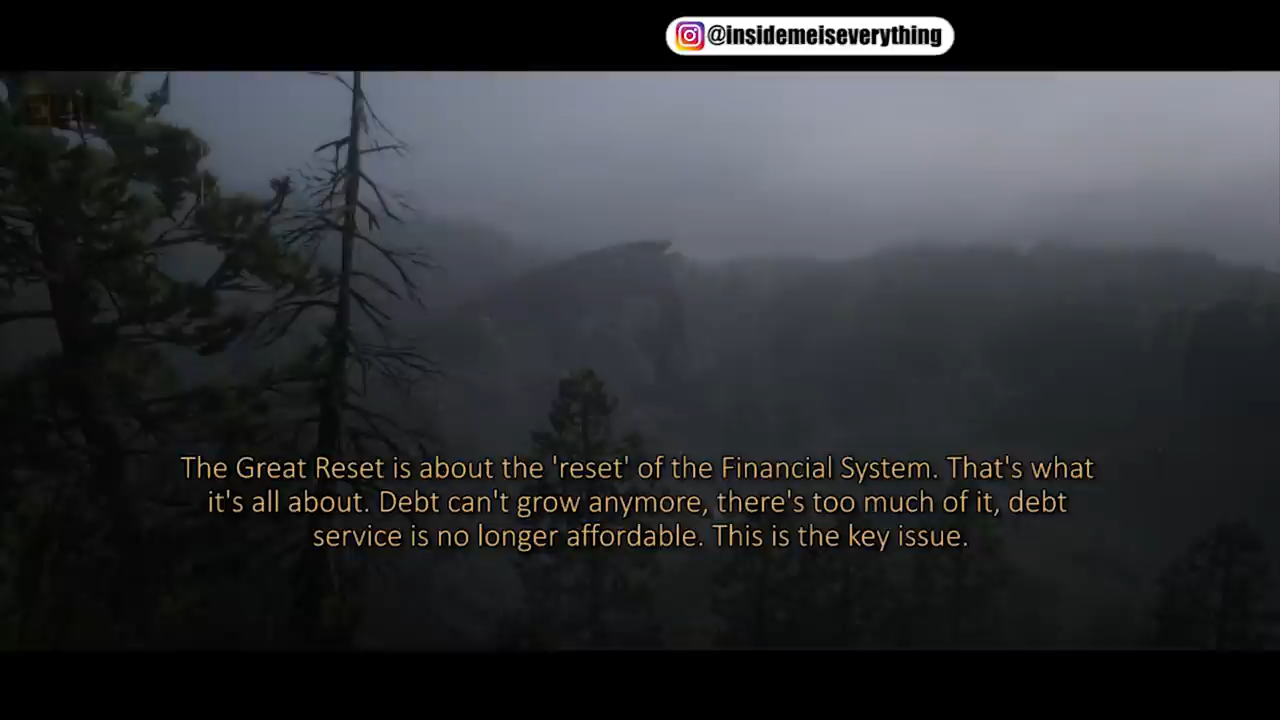 @insidemeiseverything
The Great Reset is about the 'reset' of the Financial System. That's what
it's all about. Debt can't grow anymore, there's too much of it, debt
service is no longer affordable. This is the key issue.